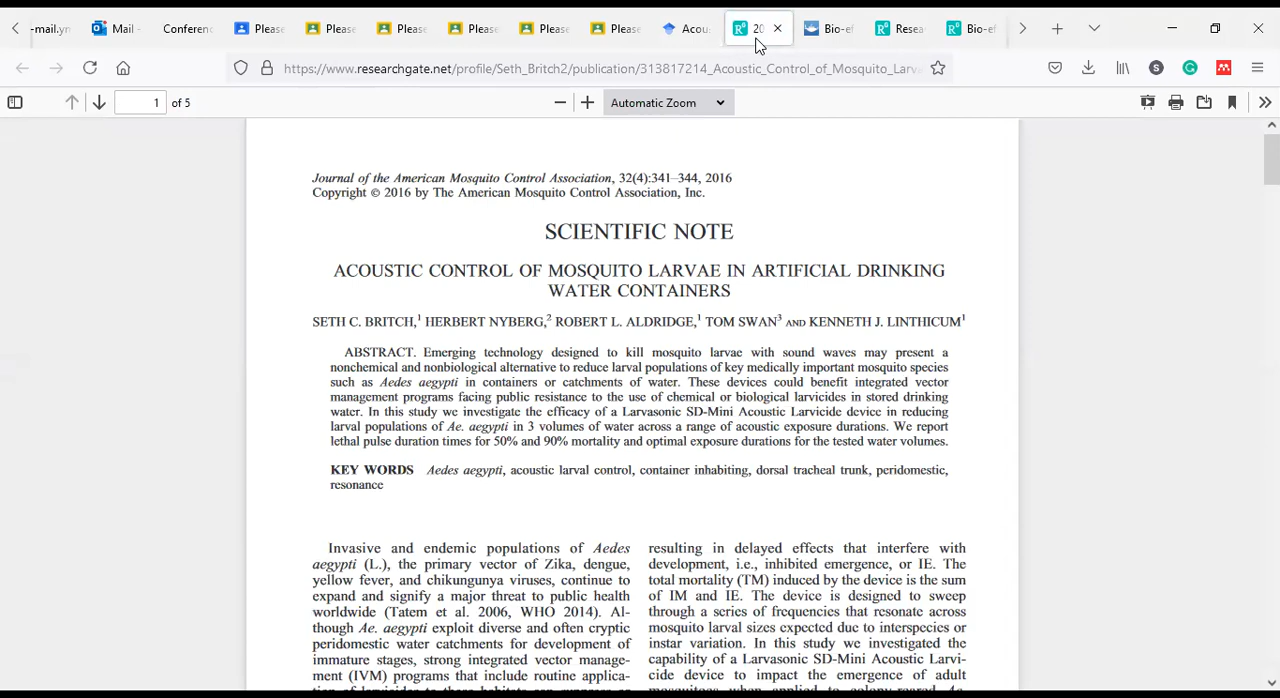 -mail.yn
Mail -
Conferenc
Please
Please
Please
Please
Please
Please
Acou
20
Bio-ef
Resea
Bio-ef
https://www.researchgate.net/profile/Seth_Britch2/publication/313817214_Acoustic_Control_of_Mosquito_Larva
S
1 of 5
Automatic Zoom
Journal of the American Mosquito Control Association, 32(4):341–344, 2016
Copyright © 2016 by The American Mosquito Control Association, Inc.
SCIENTIFIC NOTE
ACOUSTIC CONTROL OF MOSQUITO LARVAE IN ARTIFICIAL DRINKING
WATER CONTAINERS
SETH C. BRITCH,1 HERBERT NYBERG,2 ROBERT L. ALDRIDGE,1 TOM SWAN3 AND KENNETH J. LINTHICUM1
ABSTRACT. Emerging technology designed to kill mosquito larvae with sound waves may present a
nonchemical and nonbiological alternative to reduce larval populations of key medically important mosquito species
such as Aedes aegypti in containers or catchments of water. These devices could benefit integrated vector
management programs facing public resistance to the use of chemical or biological larvicides in stored drinking
water. In this study we investigate the efficacy of a Larvasonic SD-Mini Acoustic Larvicide device in reducing
larval populations of Ae. aegypti in 3 volumes of water across a range of acoustic exposure durations. We report
lethal pulse duration times for 50% and 90% mortality and optimal exposure durations for the tested water volumes.
KEY WORDS Aedes aegypti, acoustic larval control, container inhabiting, dorsal tracheal trunk, peridomestic,
resonance
Invasive and endemic populations of Aedes
aegypti (L.), the primary vector of Zika, dengue,
yellow fever, and chikungunya viruses, continue to
expand and signify a major threat to public health
worldwide (Tatem et al. 2006, WHO 2014). Al-
though Ae. aegypti exploit diverse and often cryptic
peridomestic water catchments for development of
immature stages, strong integrated vector manage-
ment (IVM) programs that include routine applica-
resulting in delayed effects that interfere with
development, i.e., inhibited emergence, or IE. The
total mortality (TM) induced by the device is the sum
of IM and IE. The device is designed to sweep
through a series of frequencies that resonate across
mosquito larval sizes expected due to interspecies or
instar variation. In this study we investigated the
capability of a Larvasonic SD-Mini Acoustic Larvi-
cide device to impact the emergence of adult